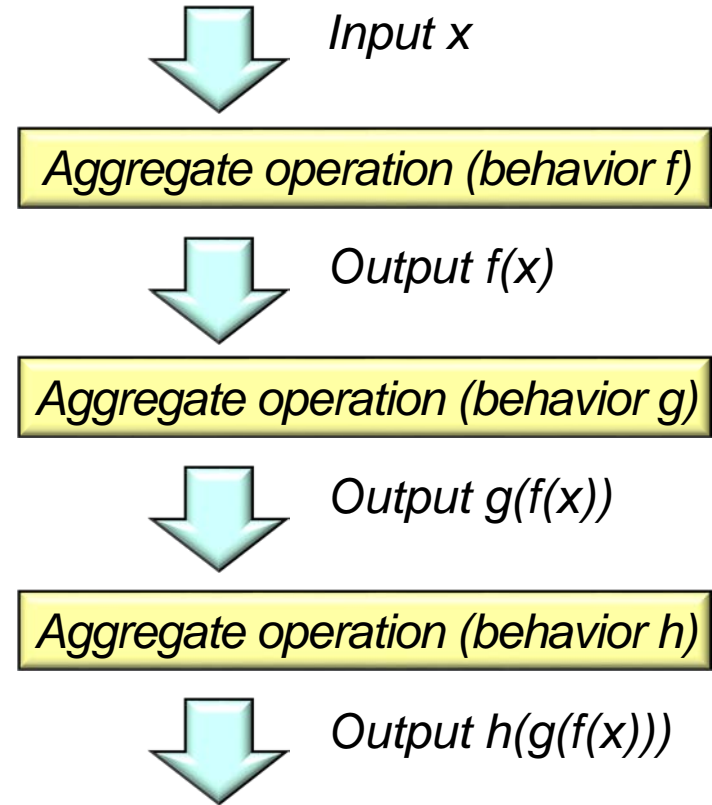 Input x
Aggregate operation (behavior f)
Output f(x)
Aggregate operation (behavior g)
Output g(f(x))
Aggregate operation (behavior h)
Output h(g(f(x)))